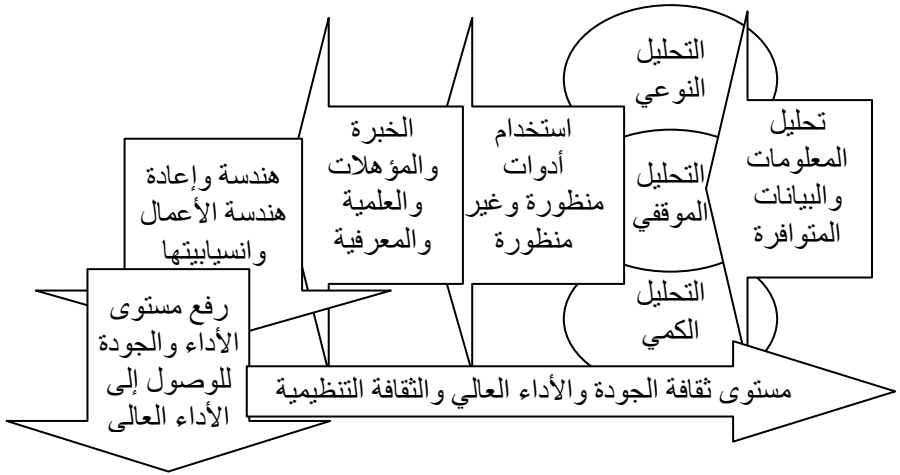 التحليل
النوعي
التحليل
الموقفي
التحليل
الكمي
تحليل
المعلومات
والبيانات
المتوافرة
استخدام
أدوات
منظورة وغير
منظورة
الخبرة
والمؤهلات
والعلمية
والمعرفية
هندسة وإعادة
هندسة الأعمال
وانسيابيتها
رفع مستوى
الأداء والجودة
للوصول إلى
الأداء العالي
مستوى ثقافة الجودة والأداء العالي والثقافة التنظيمية